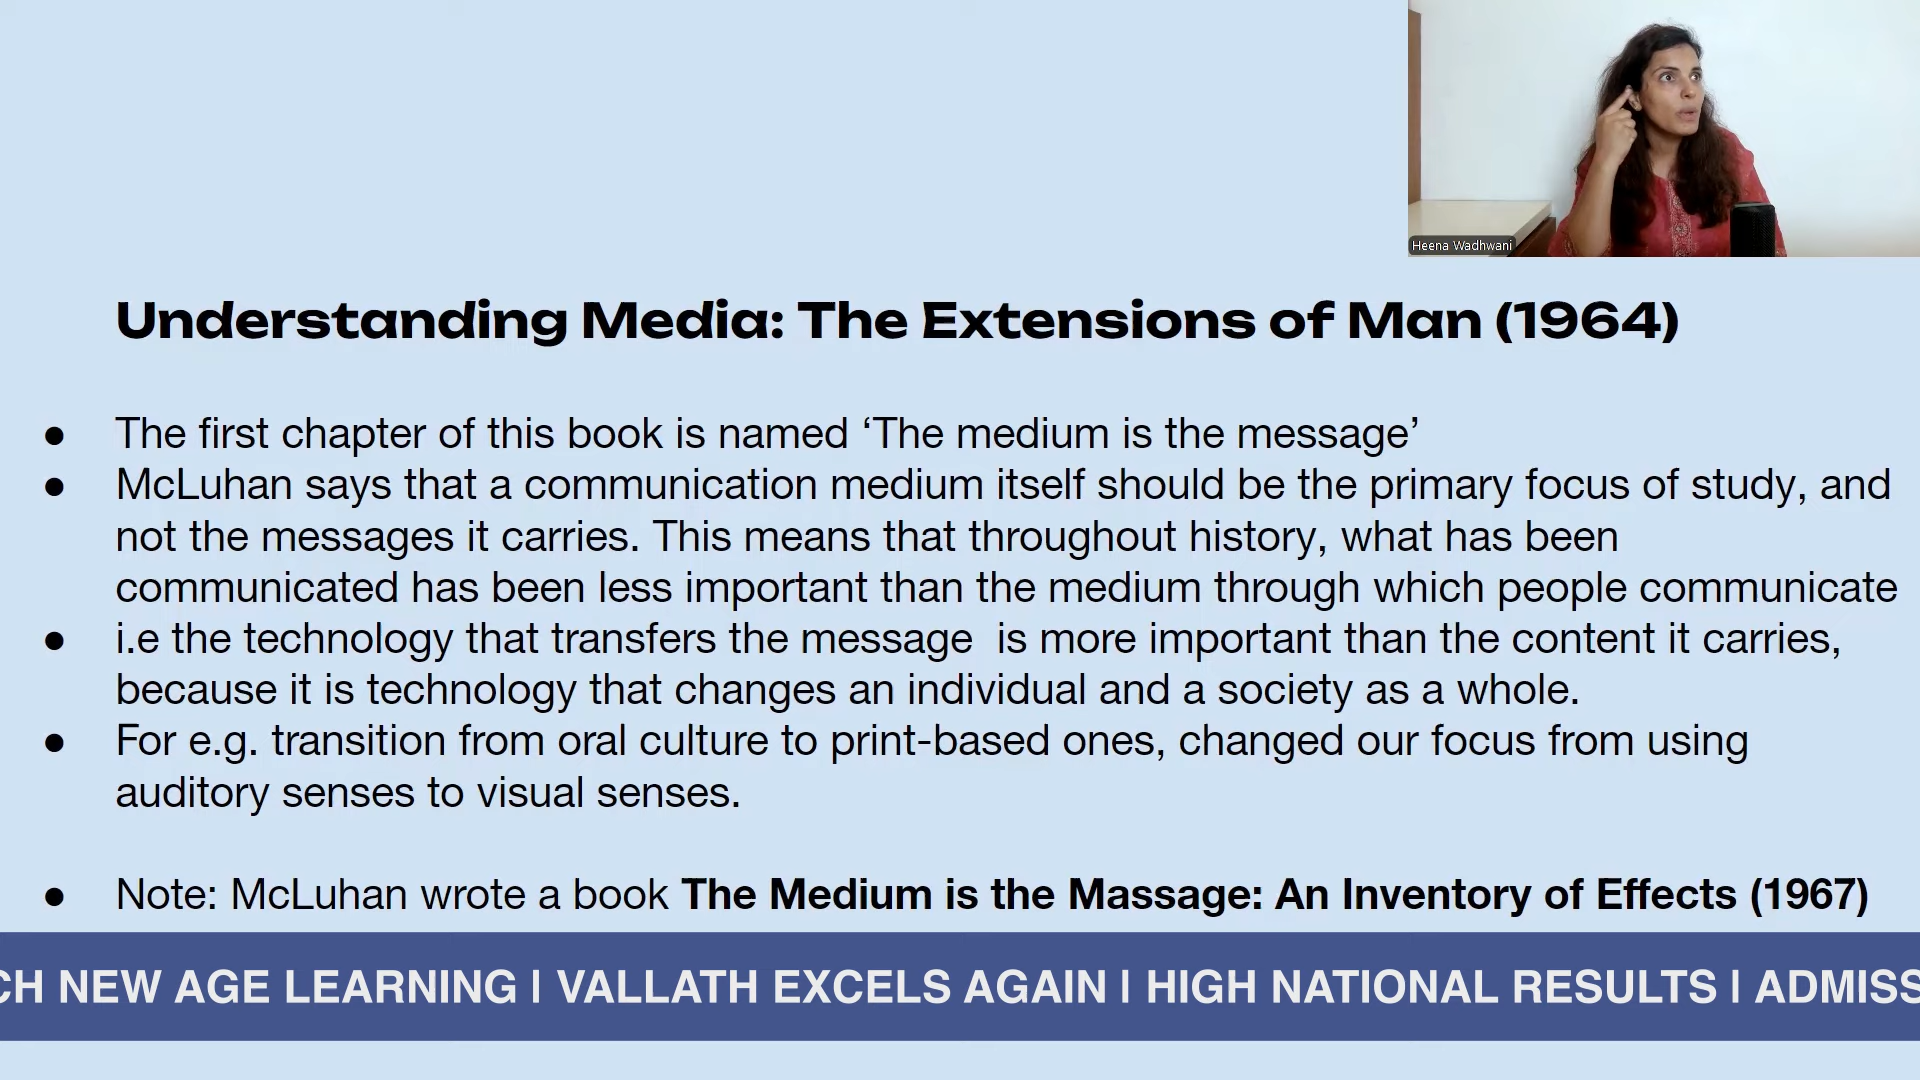 Heena Wadhwani
Understanding Media: The Extensions of Man (1964)
● The first chapter of this book is named ‘The medium is the message’
● McLuhan says that a communication medium itself should be the primary focus of study, and
not the messages it carries. This means that throughout history, what has been
communicated has been less important than the medium through which people communicate
● i.e the technology that transfers the message  is more important than the content it carries,
because it is technology that changes an individual and a society as a whole.
● For e.g. transition from oral culture to print-based ones, changed our focus from using
auditory senses to visual senses.
● Note: McLuhan wrote a book The Medium is the Massage: An Inventory of Effects (1967)
CH NEW AGE LEARNING | VALLATH EXCELS AGAIN | HIGH NATIONAL RESULTS | ADMISS